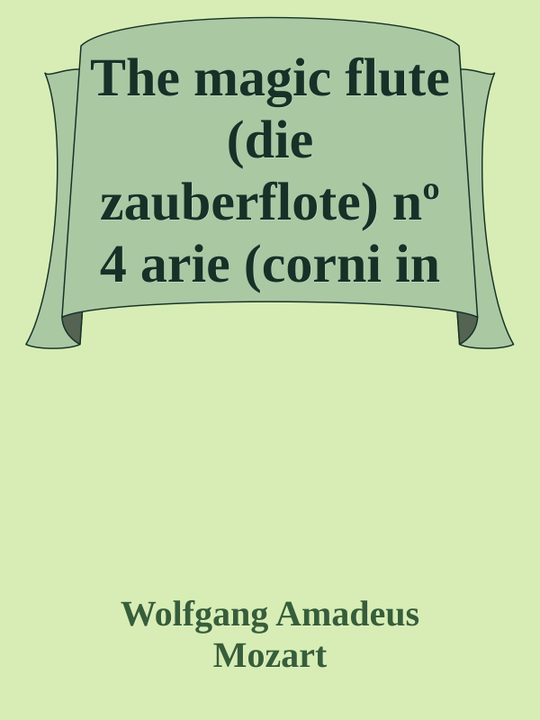 The magic flute
(die
zauberflote) nº
4 arie (corni in
Wolfgang Amadeus
Mozart